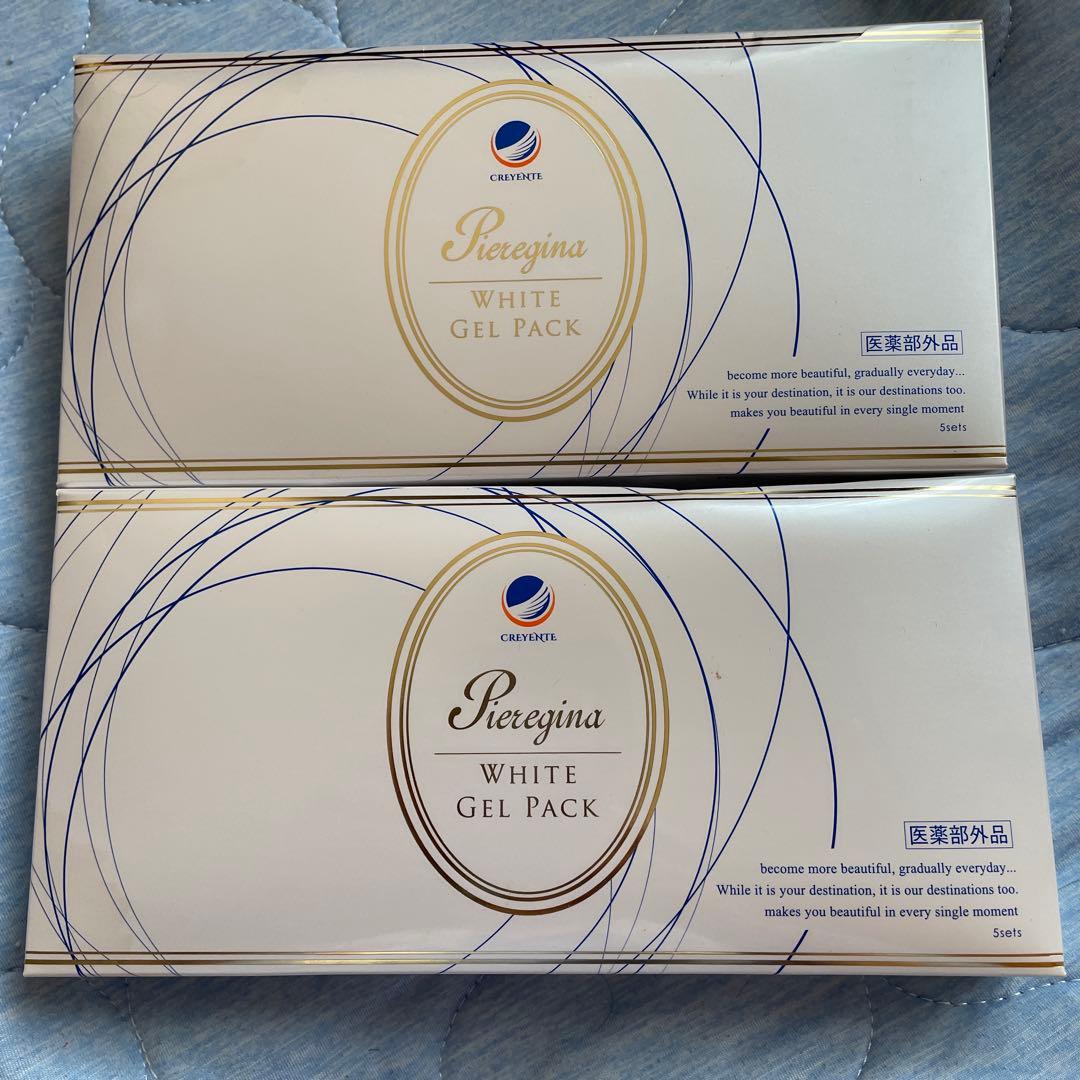 CREYENTE
Pieregina
WHITE
GEL PACK
医薬部外品
become more beautiful, gradually everyday...
While it is your destination, it is our destinations too.
makes you beautiful in every single moment
5sets
CREYENTE
Pieregina
WHITE
GEL PACK
医薬部外品
become more beautiful, gradually everyday...
While it is your destination, it is our destinations too.
makes you beautiful in every single moment
5sets